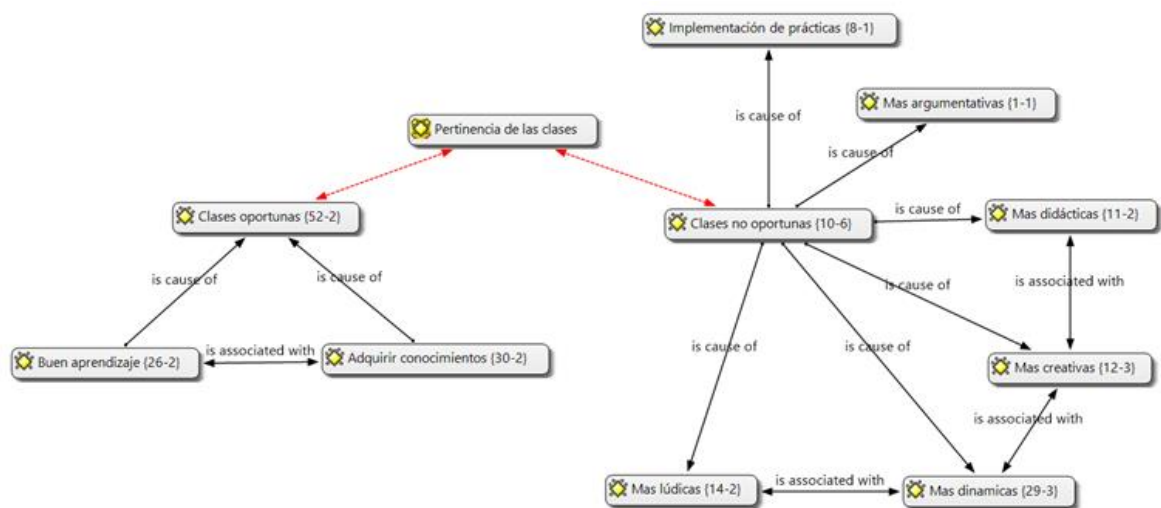 Implementación de prácticas {8-1}
is cause of
Mas argumentativas {1-1}
is cause of
Pertinencia de las clases
Clases oportunas {52-2}
Clases no oportunas {10-6}
is cause of
Mas didácticas {11-2}
is cause of
is cause of
is cause of
is associated with
is cause of
is cause of
Buen aprendizaje {26-2}
is associated with
Adquirir conocimientos {30-2}
Mas creativas {12-3}
is associated with
Mas lúdicas {14-2}
is associated with
Mas dinamicas {29-3}